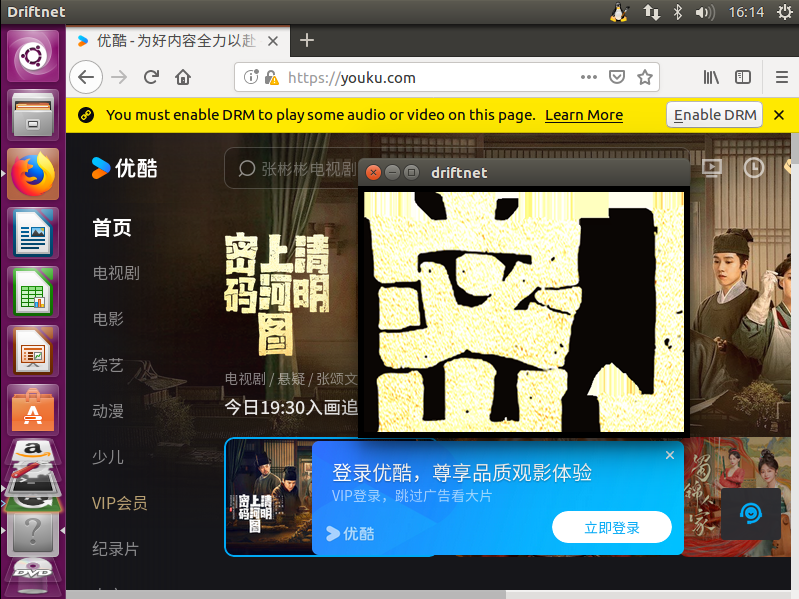 Driftnet
16:14
优酷 - 为好内容全力以赴
https://youku.com
You must enable DRM to play some audio or video on this page. Learn More
Enable DRM
优酷
张彬彬电视剧
driftnet
首页
电视剧
电影
综艺
动漫
少儿
VIP会员
纪录片
清明上河图密码
电视剧 / 悬疑 / 张颂文
今日19:30入画追
清明上河图密码
登录优酷，尊享品质观影体验
VIP登录，跳过广告看大片
优酷
立即登录
蜀锦人家